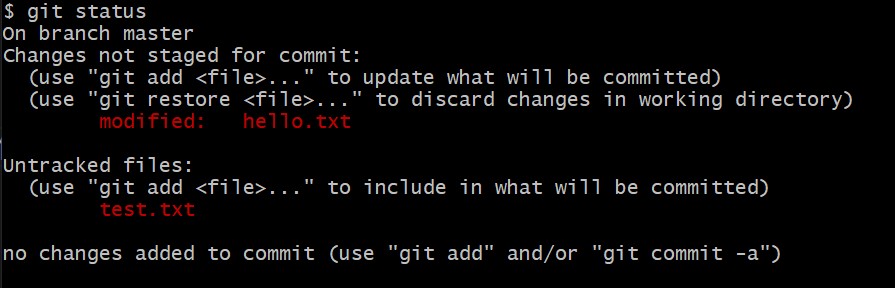 $ git status
On branch master
Changes not staged for commit:
  (use "git add <file>..." to update what will be committed)
  (use "git restore <file>..." to discard changes in working directory)
        modified:   hello.txt

Untracked files:
  (use "git add <file>..." to include in what will be committed)
        test.txt

no changes added to commit (use "git add" and/or "git commit -a")